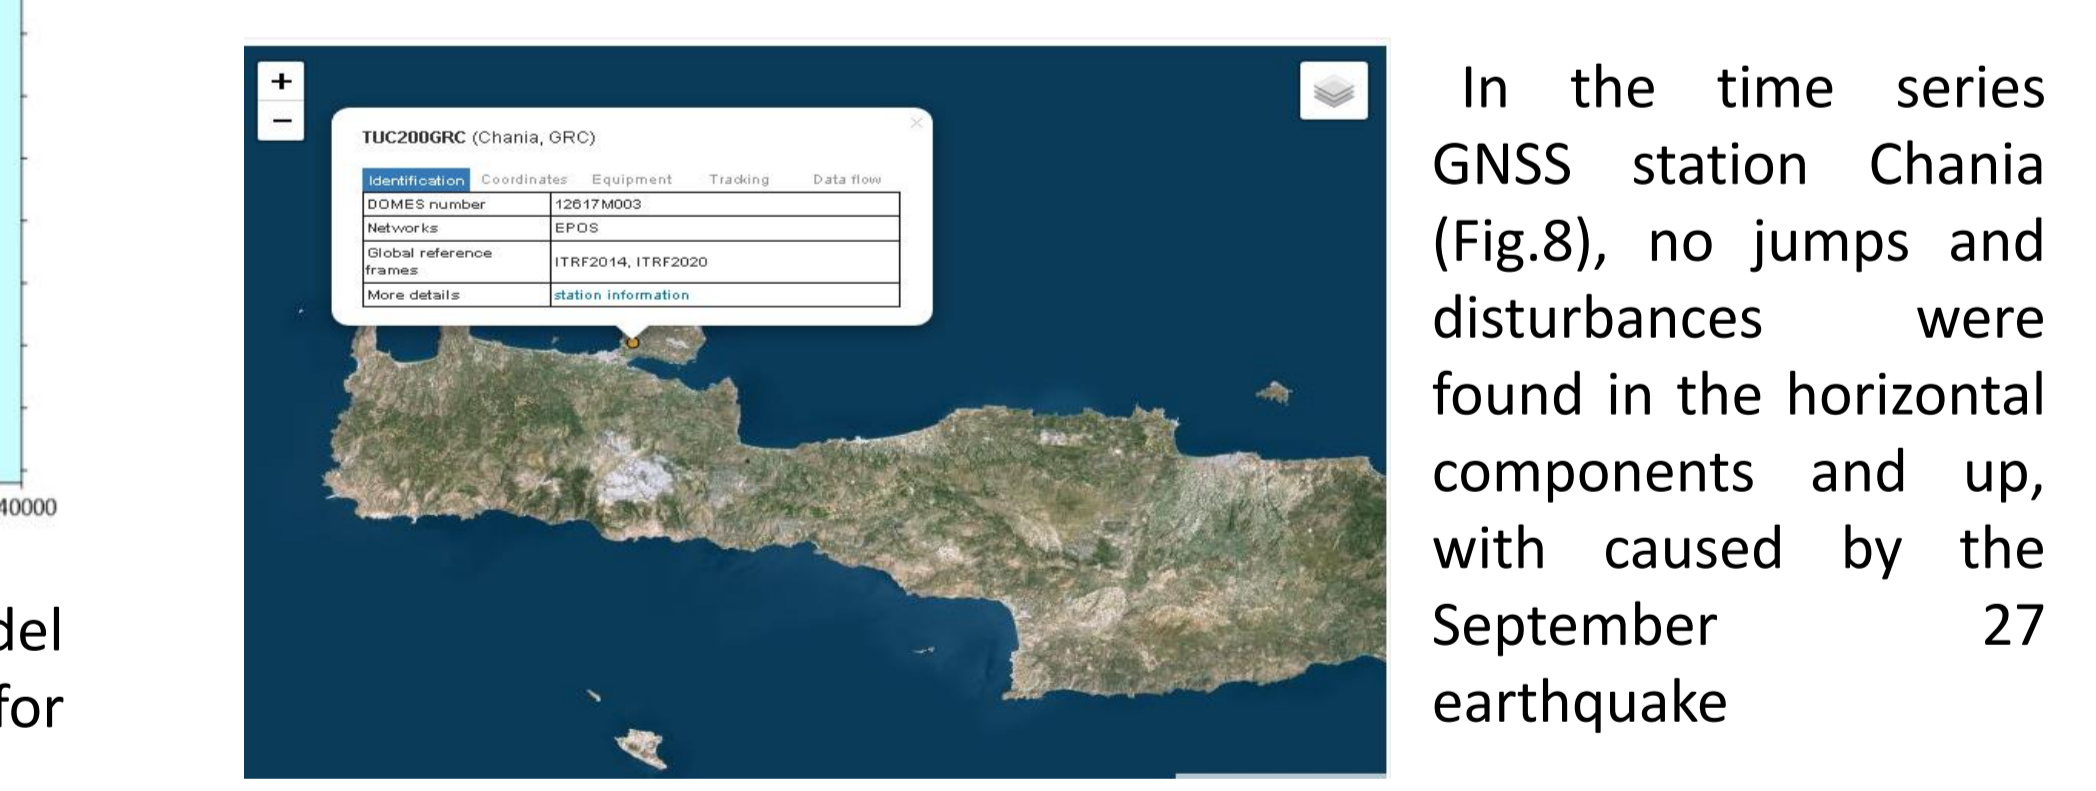 40000
del
for
+
−
TUC200GRC (Chania, GRC)
×
Identification Coordinates Equipment Tracking Data flow
DOMES number 12617M003
Networks EPOS
Global reference frames ITRF2014, ITRF2020
More details station information
In the time series
GNSS station Chania
(Fig.8), no jumps and
disturbances were
found in the horizontal
components and up,
with caused by the
September 27
earthquake